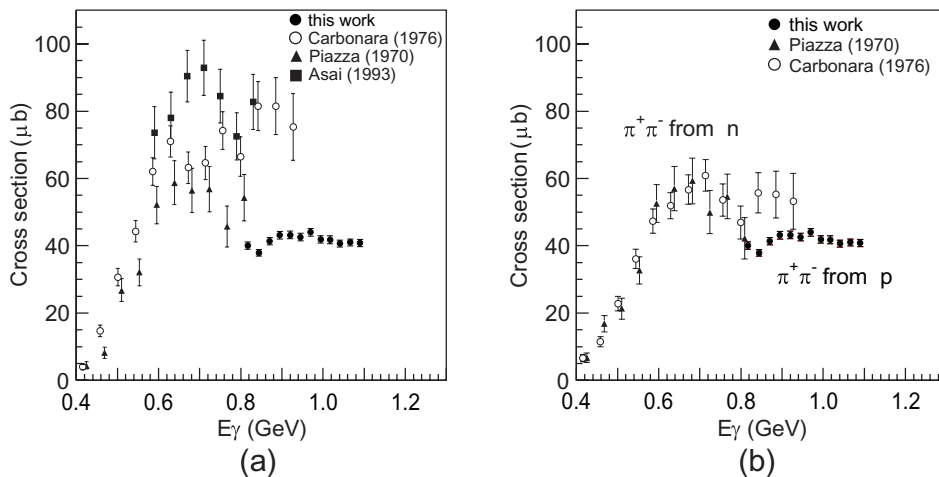 this work
Carbonara (1976)
Piazza (1970)
Asai (1993)
100
80
60
40
20
0
Cross section (μb)
0.4 0.6 0.8 1.0 1.2
Eγ (GeV)
(a)
this work
Piazza (1970)
Carbonara (1976)
100
80
60
40
20
0
Cross section (μb)
π⁺π⁻ from n
π⁺π⁻ from p
0.4 0.6 0.8 1.0 1.2
Eγ (GeV)
(b)